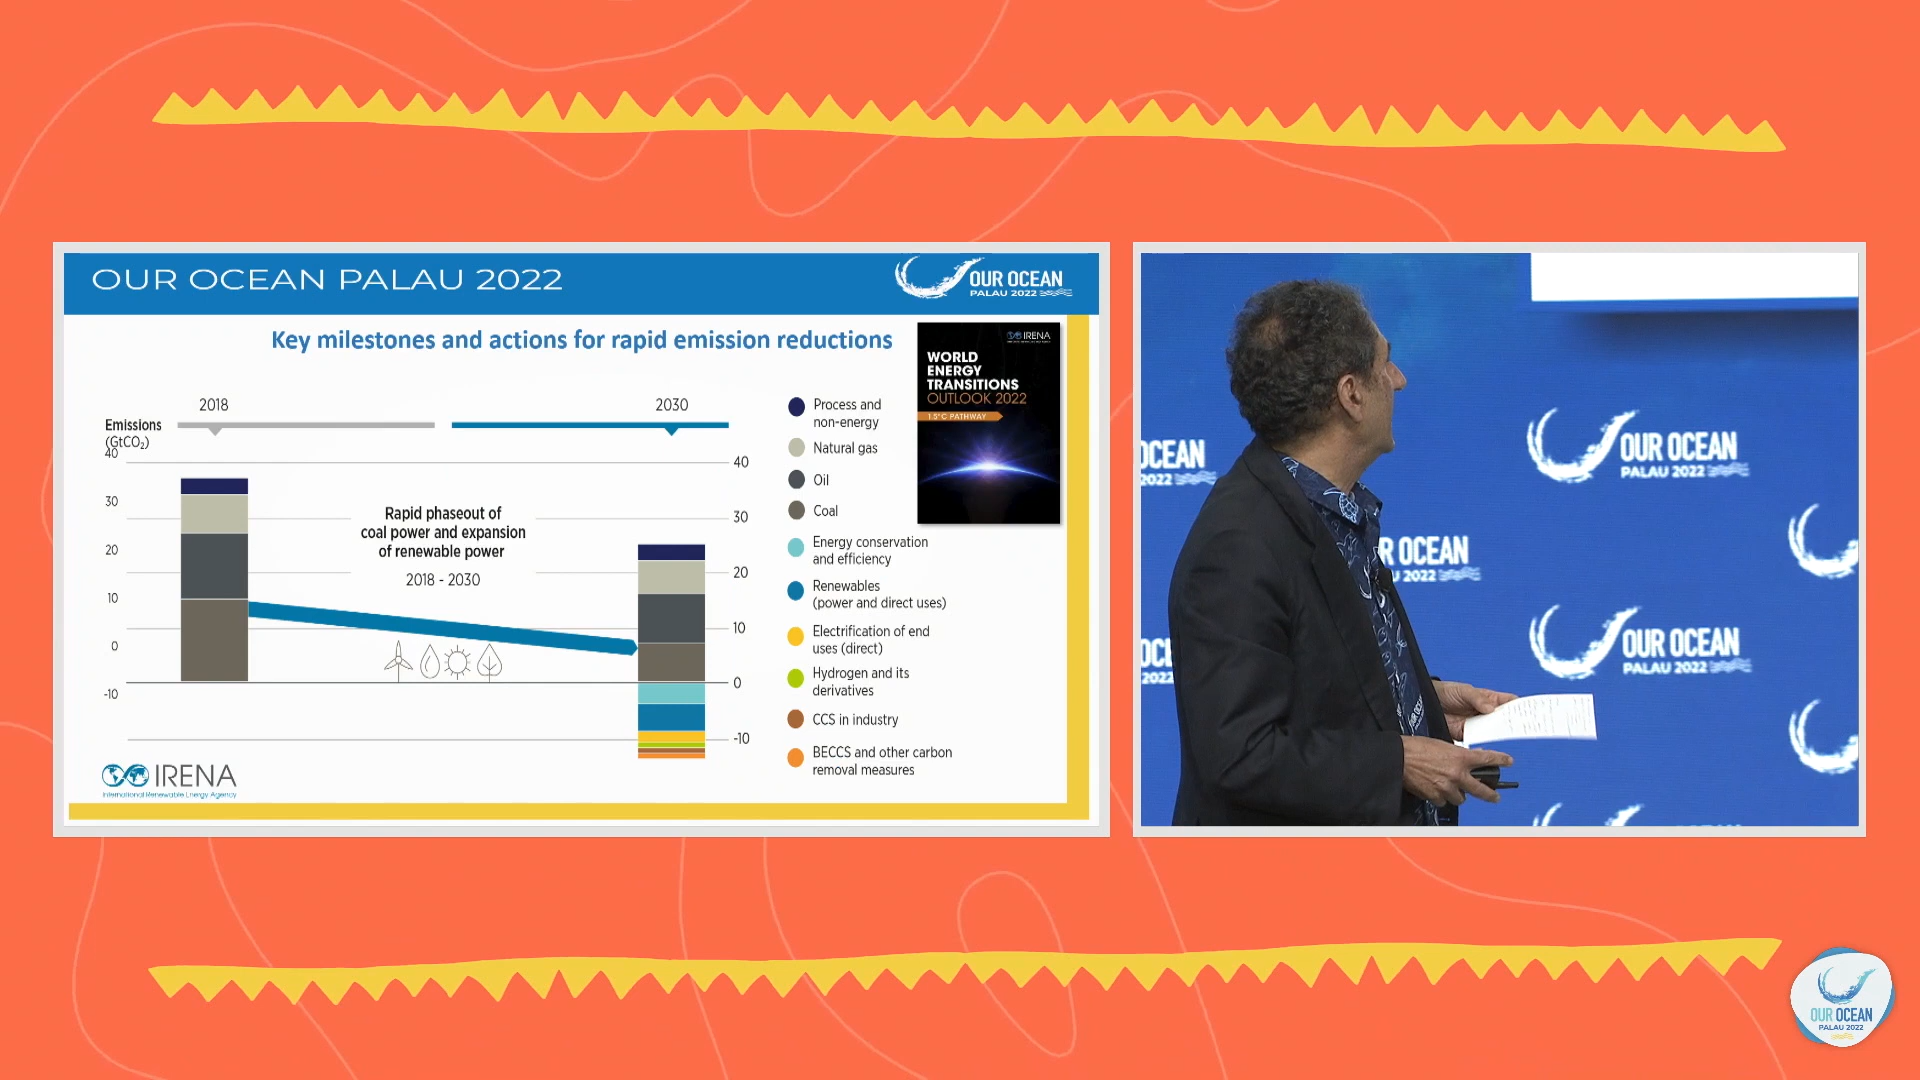 OUR OCEAN PALAU 2022
OUR OCEAN
PALAU 2022
Key milestones and actions for rapid emission reductions
IRENA
WORLD
ENERGY
TRANSITIONS
OUTLOOK 2022
1.5°C PATHWAY
2018
2030
Emissions
(GtCO₂)
40
30
20
10
0
-10
40
30
20
10
0
-10
Rapid phaseout of
coal power and expansion
of renewable power
2018 - 2030
Process and
non-energy
Natural gas
Oil
Coal
Energy conservation
and efficiency
Renewables
(power and direct uses)
Electrification of end
uses (direct)
Hydrogen and its
derivatives
CCS in industry
BECCS and other carbon
removal measures
IRENA
International Renewable Energy Agency
OCEAN
2022
OUR OCEAN
PALAU 2022
R OCEAN
U 2022
OUR OCEAN
PALAU 2022
OCE
2022
OUR OCEAN
PALAU 2022